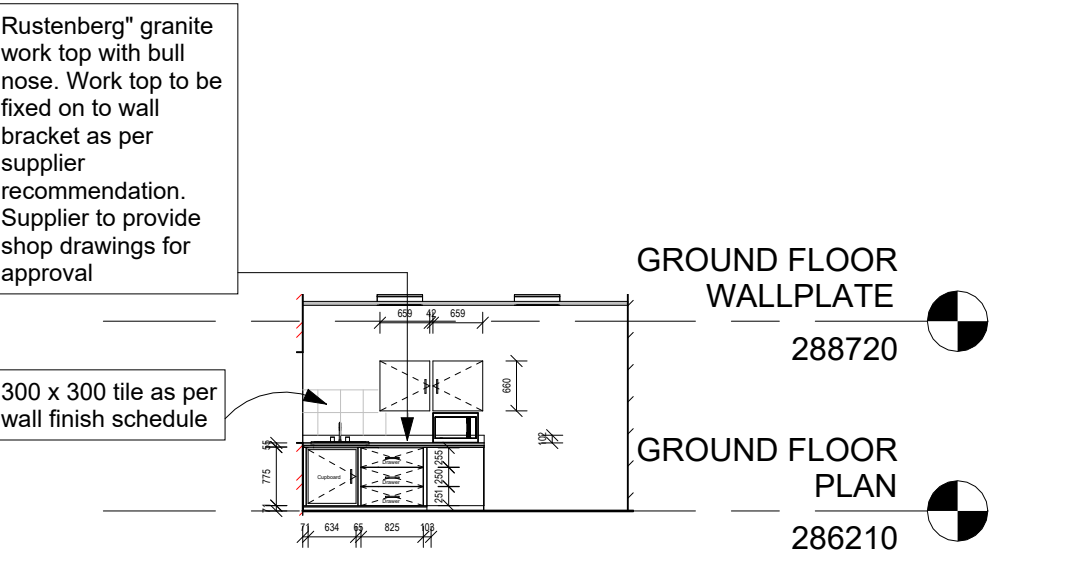 Rustenberg" granite
work top with bull
nose. Work top to be
fixed on to wall
bracket as per
supplier
recommendation.
Supplier to provide
shop drawings for
approval
GROUND FLOOR
WALLPLATE
288720
659 42 659
660
300 x 300 tile as per
wall finish schedule
102
GROUND FLOOR
PLAN
286210
55
775
71
Cupboard
Drawer
Drawer
Drawer
255
250
251
71 634 65 825 103